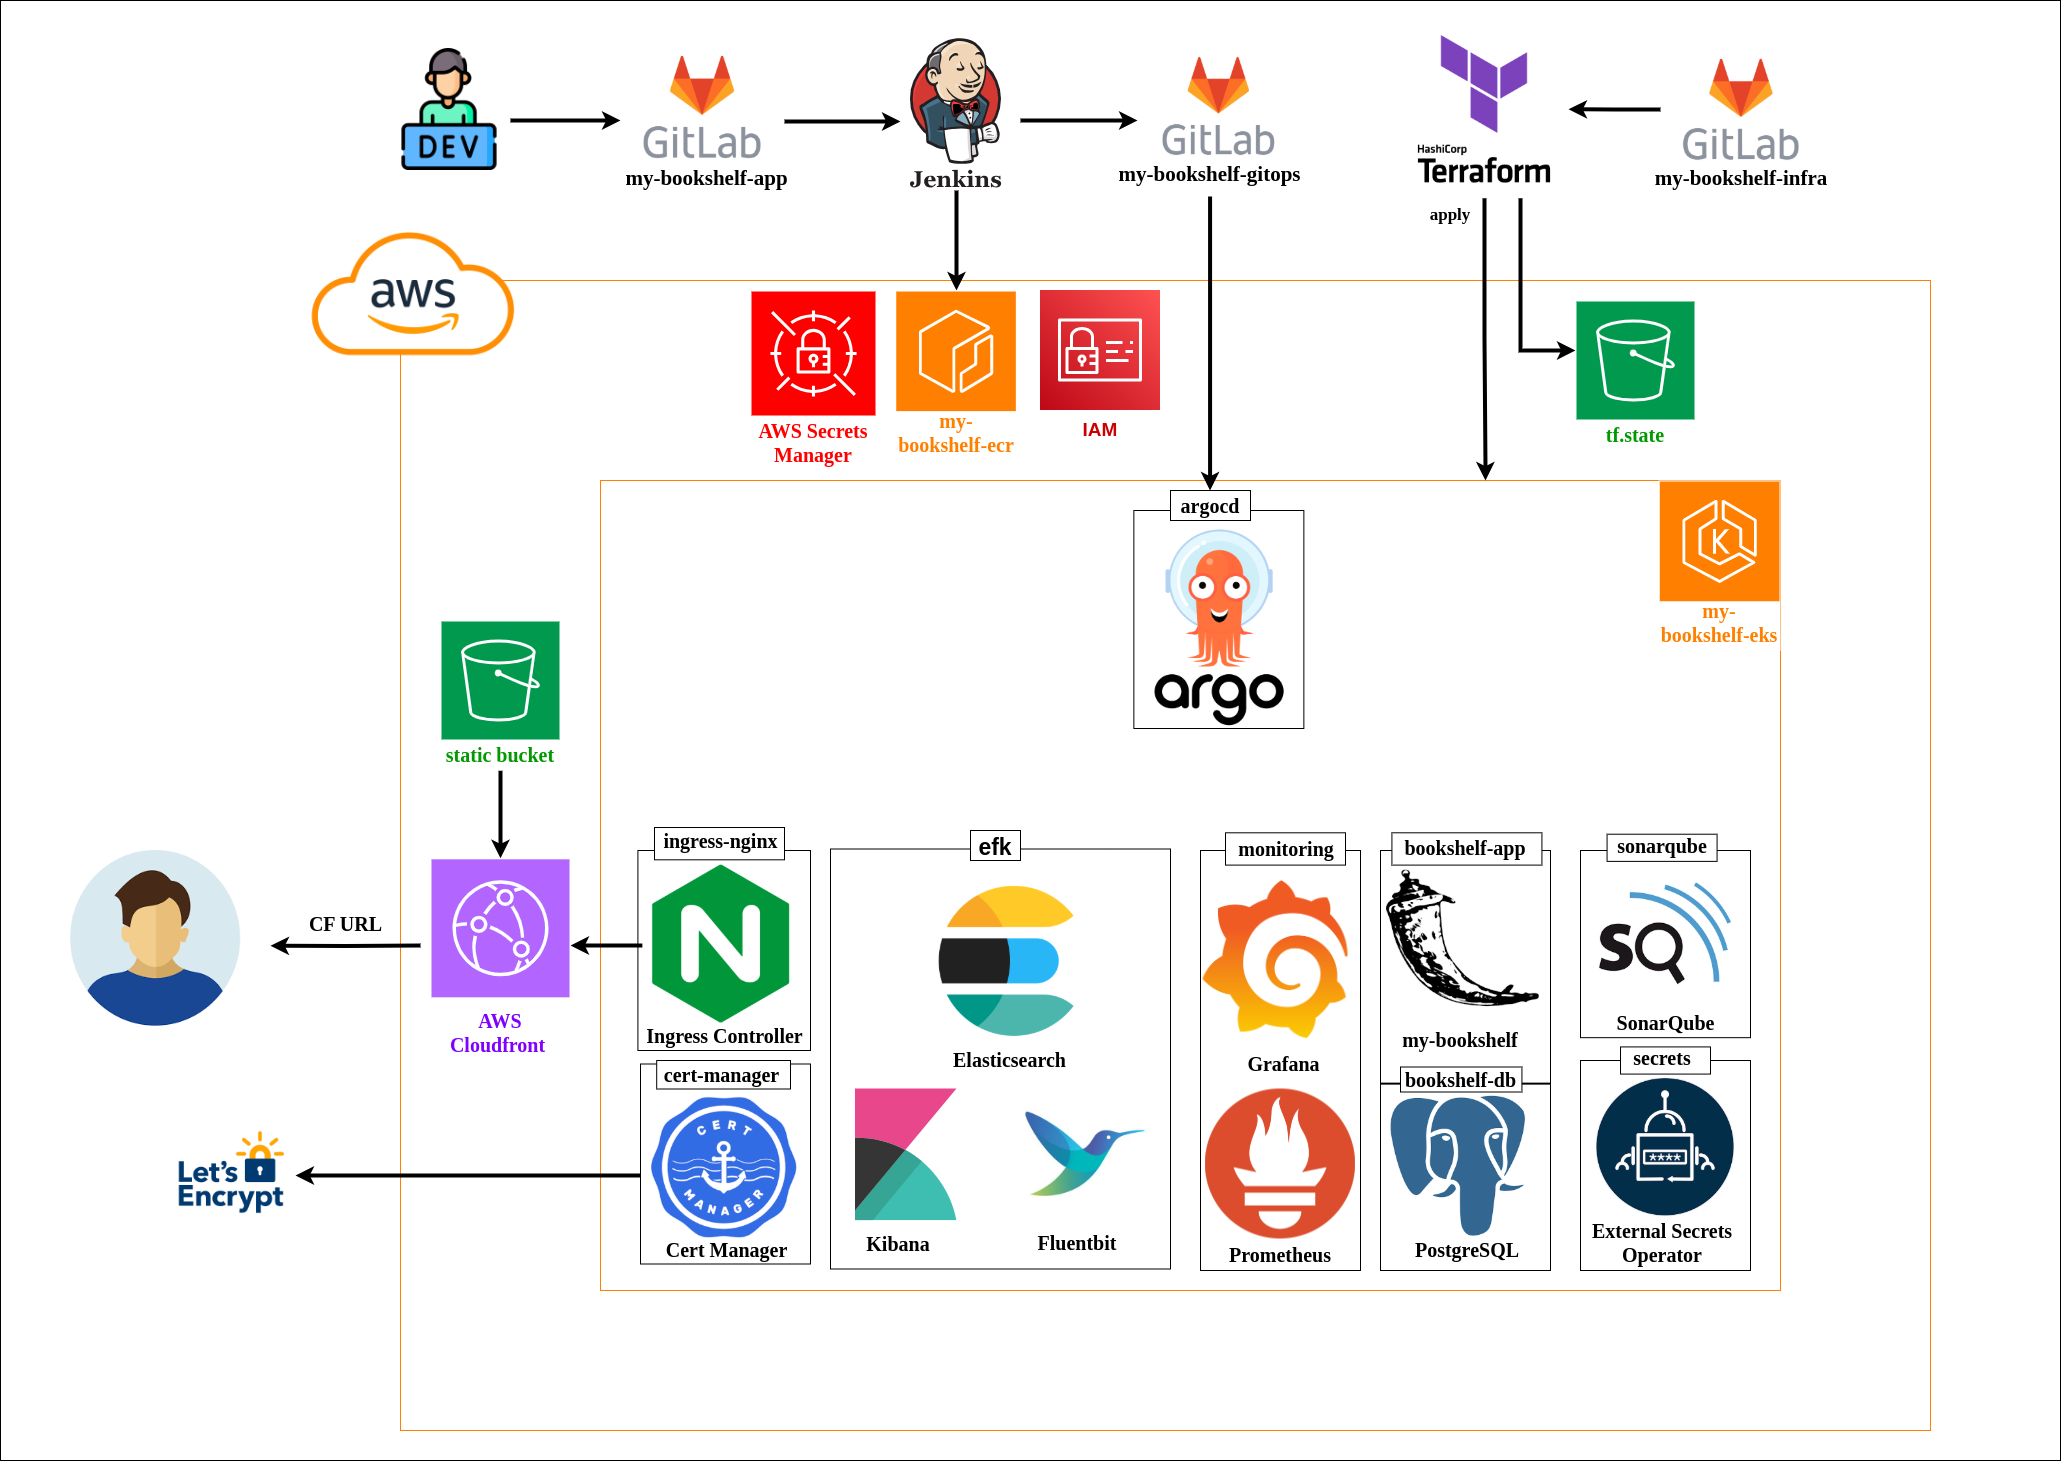 DEV
GitLab
my-bookshelf-app
Jenkins
GitLab
my-bookshelf-gitops
HashiCorp
Terraform
apply
GitLab
my-bookshelf-infra
aws
AWS Secrets
Manager
my-
bookshelf-ecr
IAM
tf.state
argocd
argo
K
my-
bookshelf-eks
static bucket
CF URL
AWS
Cloudfront
ingress-nginx
N
Ingress Controller
cert-manager
CERT
MANAGER
Cert Manager
Let's
Encrypt
efk
Elasticsearch
Kibana
Fluentbit
monitoring
Grafana
Prometheus
bookshelf-app
my-bookshelf
bookshelf-db
PostgreSQL
sonarqube
SQ
SonarQube
secrets
****
External Secrets
Operator